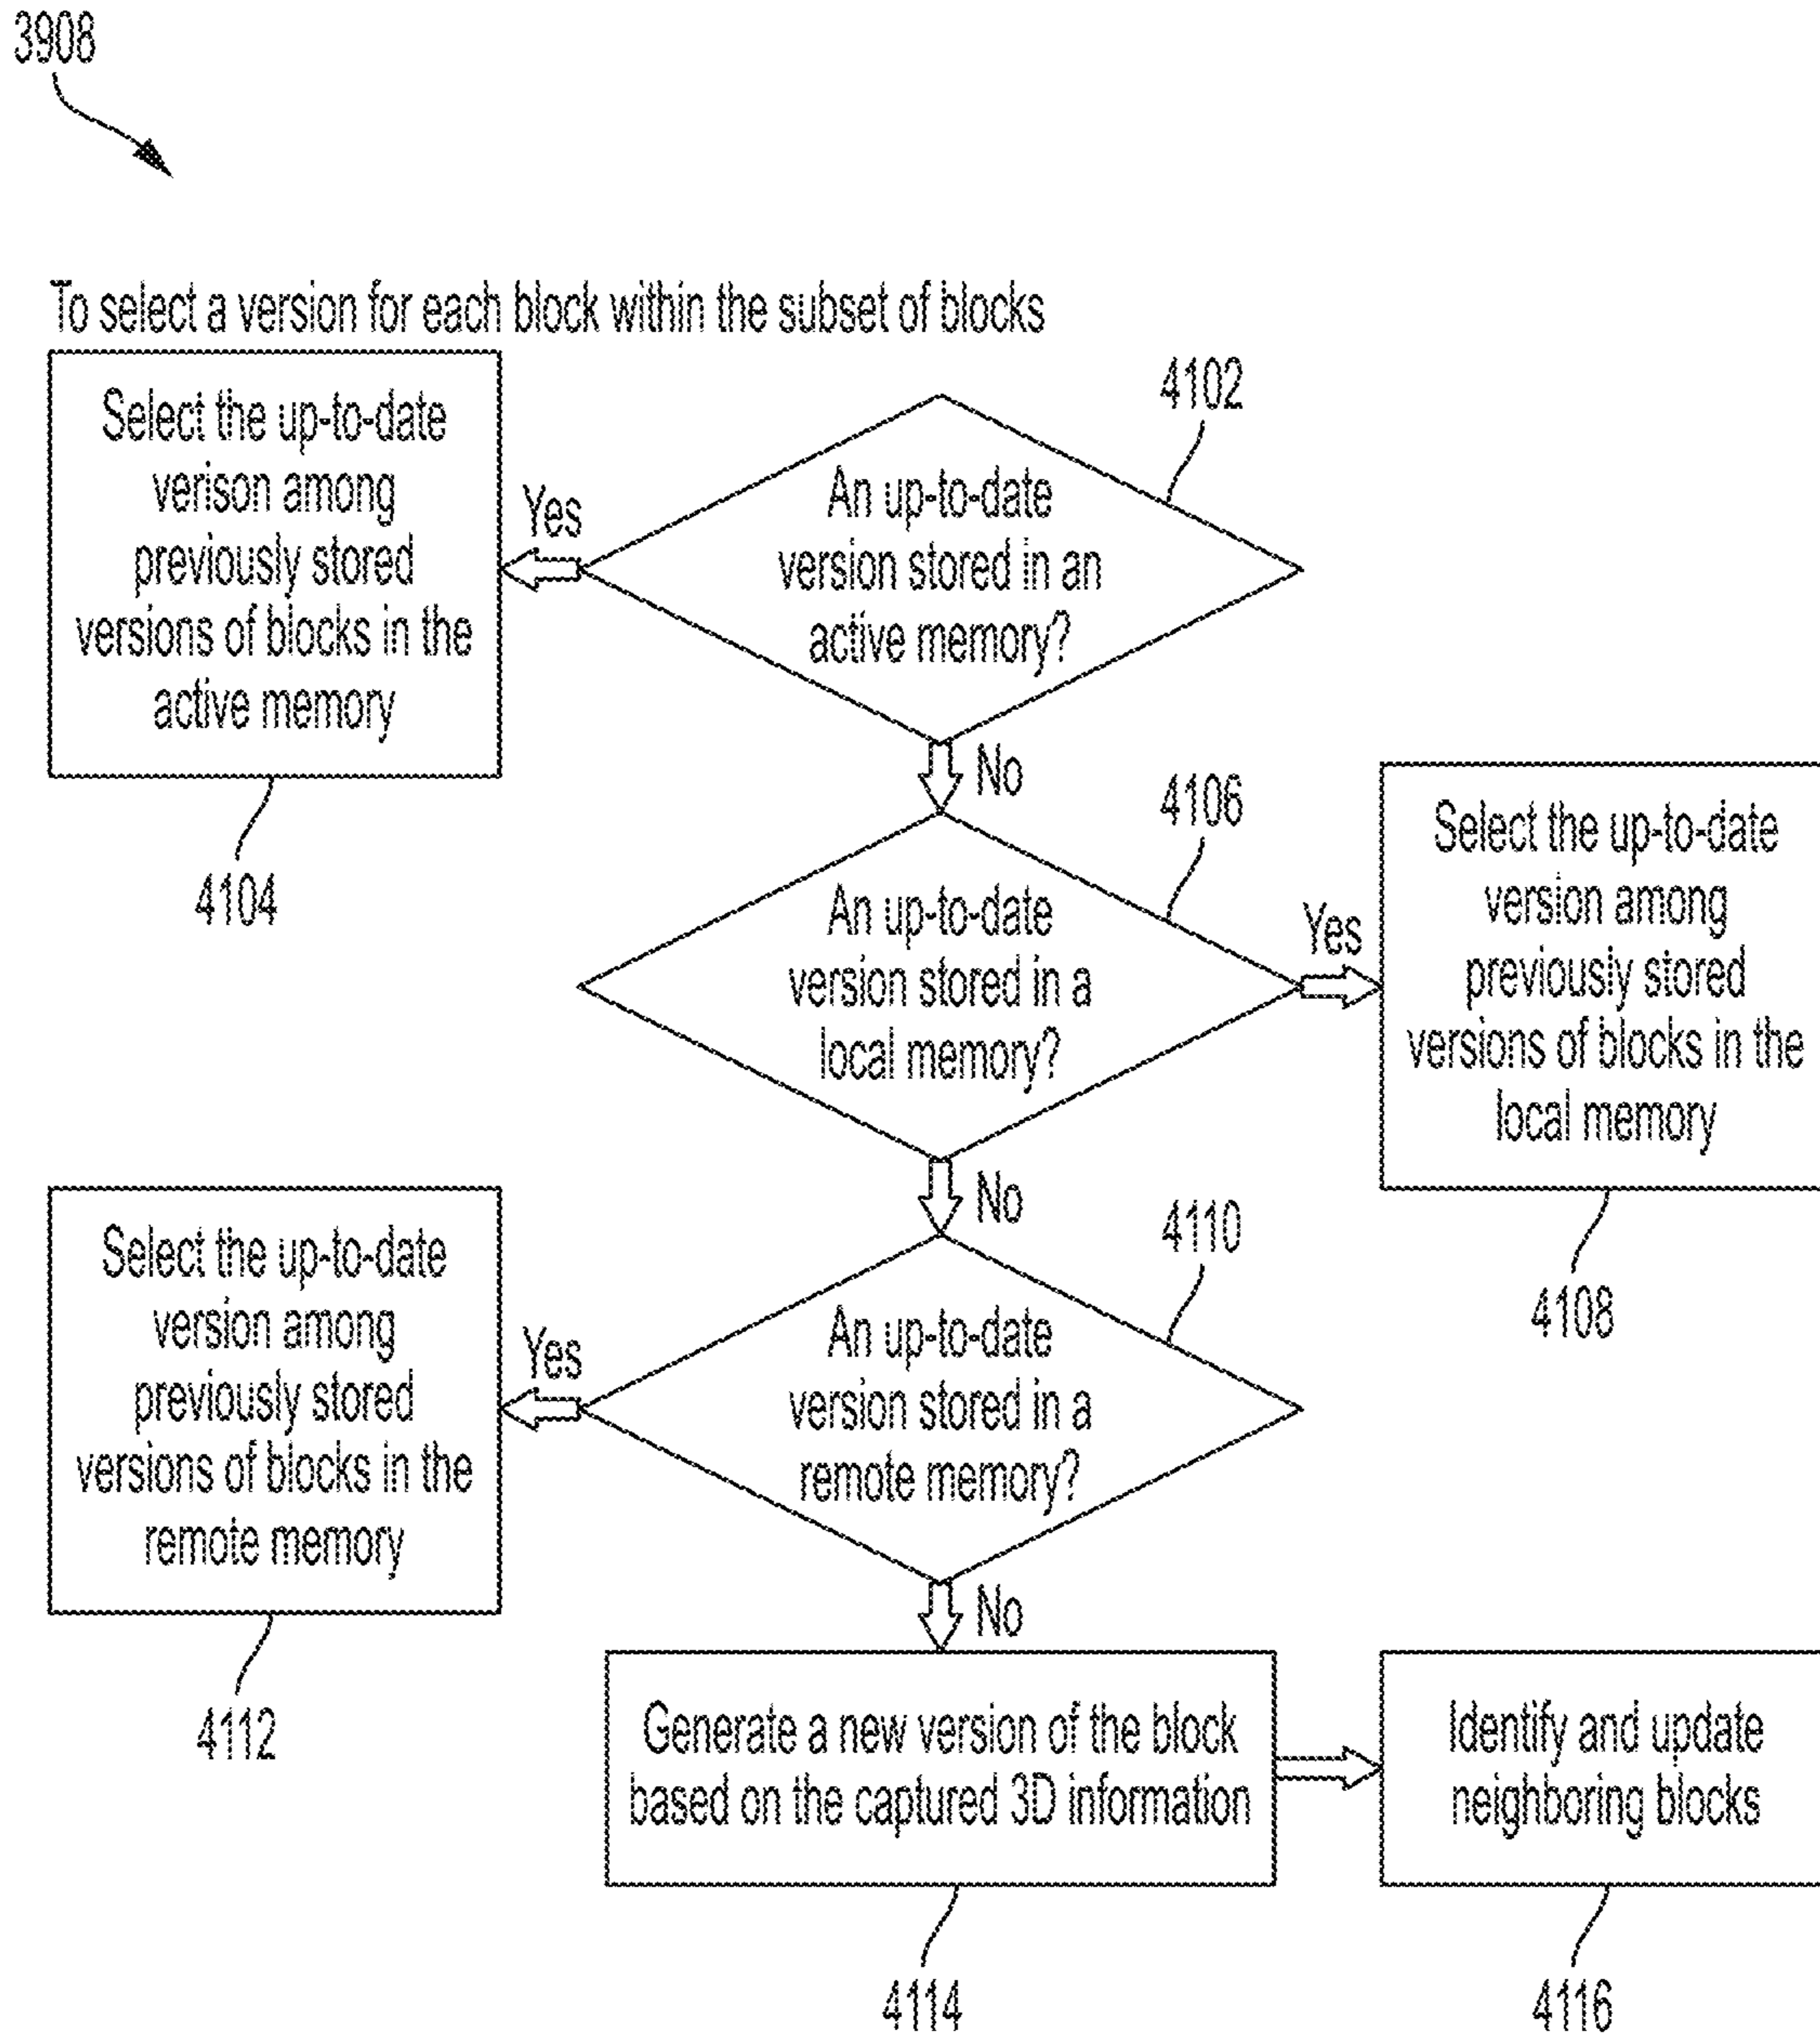 3908
To select a version for each block within the subset of blocks
Select the up-to-date
verison among
previously stored
versions of blocks in the
active memory
4104
Yes
An up-to-date
version stored in an
active memory?
4102
No
An up-to-date
version stored in a
local memory?
4106
Yes
Select the up-to-date
version among
previously stored
versions of blocks in the
local memory
4108
No
An up-to-date
version stored in a
remote memory?
4110
Yes
Select the up-to-date
version among
previously stored
versions of blocks in the
remote memory
4112
No
Generate a new version of the block
based on the captured 3D information
4114
Identify and update
neighboring blocks
4116